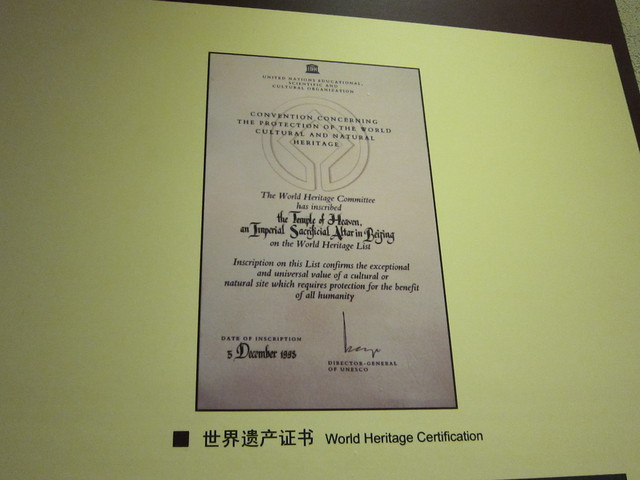 UNITED NATIONS EDUCATIONAL,
SCIENTIFIC AND
CULTURAL ORGANIZATION
CONVENTION CONCERNING
THE PROTECTION OF THE WORLD
CULTURAL AND NATURAL
HERITAGE
The World Heritage Committee
has inscribed
the Temple of Heaven,
an Imperial Sacrificial Altar in Beijing
on the World Heritage List
Inscription on this List confirms the exceptional
and universal value of a cultural or
natural site which requires protection for the benefit
of all humanity
DATE OF INSCRIPTION
5 December 1998
DIRECTOR-GENERAL
OF UNESCO
世界遗产证书 World Heritage Certification